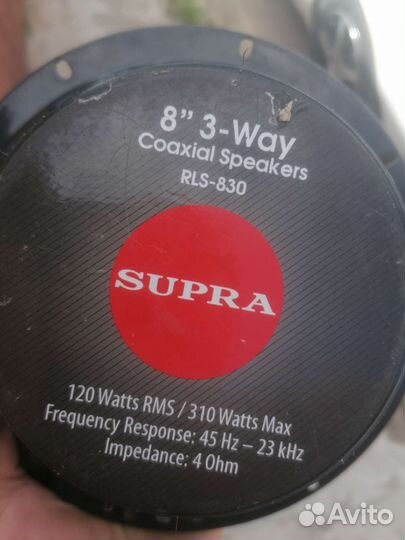 8” 3-Way
Coaxial Speakers
RLS-830
SUPRA
120 Watts RMS / 310 Watts Max
Frequency Response: 45 Hz – 23 kHz
Impedance: 4 Ohm
Avito